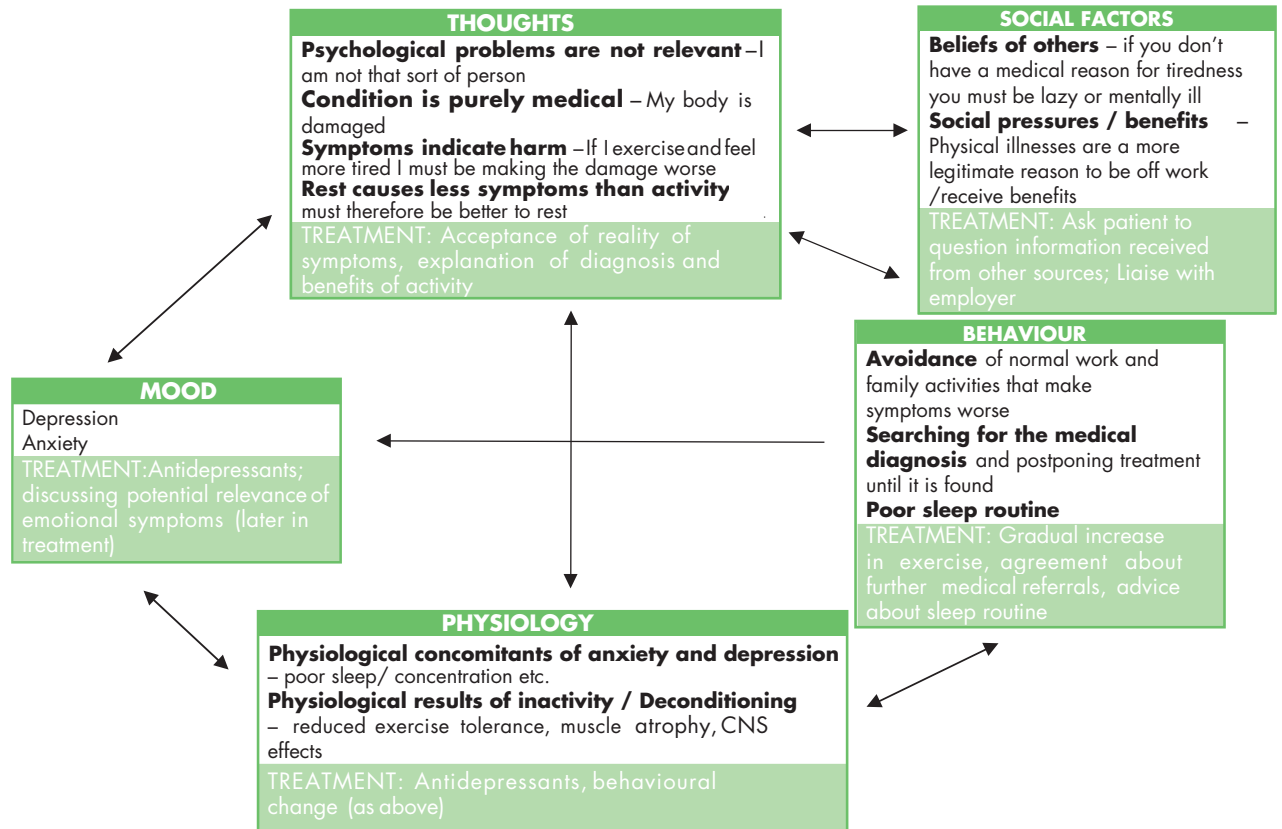 THOUGHTS
Psychological problems are not relevant – I
am not that sort of person
Condition is purely medical – My body is
damaged
Symptoms indicate harm – If I exercise and feel
more tired I must be making the damage worse
Rest causes less symptoms than activity
must therefore be better to rest
TREATMENT: Acceptance of reality of
symptoms, explanation of diagnosis and
benefits of activity
SOCIAL FACTORS
Beliefs of others – if you don't
have a medical reason for tiredness
you must be lazy or mentally ill
Social pressures / benefits –
Physical illnesses are a more
legitimate reason to be off work
/receive benefits
TREATMENT: Ask patient to
question information received
from other sources; Liaise with
employer
MOOD
Depression
Anxiety
TREATMENT:Antidepressants;
discussing potential relevance of
emotional symptoms (later in
treatment)
BEHAVIOUR
Avoidance of normal work and
family activities that make
symptoms worse
Searching for the medical
diagnosis and postponing treatment
until it is found
Poor sleep routine
TREATMENT: Gradual increase
in exercise, agreement about
further medical referrals, advice
about sleep routine
PHYSIOLOGY
Physiological concomitants of anxiety and depression
– poor sleep/ concentration etc.
Physiological results of inactivity / Deconditioning
– reduced exercise tolerance, muscle atrophy, CNS
effects
TREATMENT: Antidepressants, behavioural
change (as above)